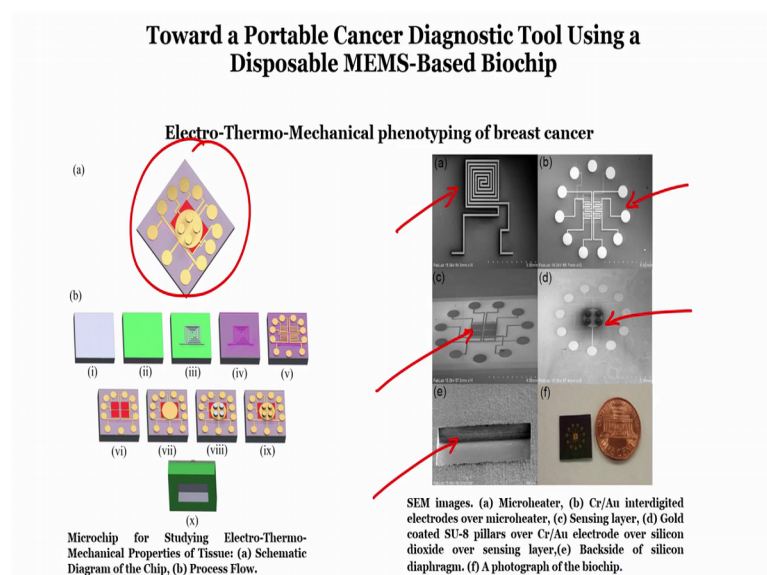 Toward a Portable Cancer Diagnostic Tool Using a
Disposable MEMS-Based Biochip
Electro-Thermo-Mechanical phenotyping of breast cancer
(a)
(b)
(i)
(ii)
(iii)
(iv)
(v)
(vi)
(vii)
(viii)
(ix)
(x)
Microchip for Studying Electro-Thermo-
Mechanical Properties of Tissue: (a) Schematic
Diagram of the Chip, (b) Process Flow.
(a)
(b)
(c)
(d)
(e)
(f)
SEM images. (a) Microheater, (b) Cr/Au interdigited
electrodes over microheater, (c) Sensing layer, (d) Gold
coated SU-8 pillars over Cr/Au electrode over silicon
dioxide over sensing layer,(e) Backside of silicon
diaphragm. (f) A photograph of the biochip.